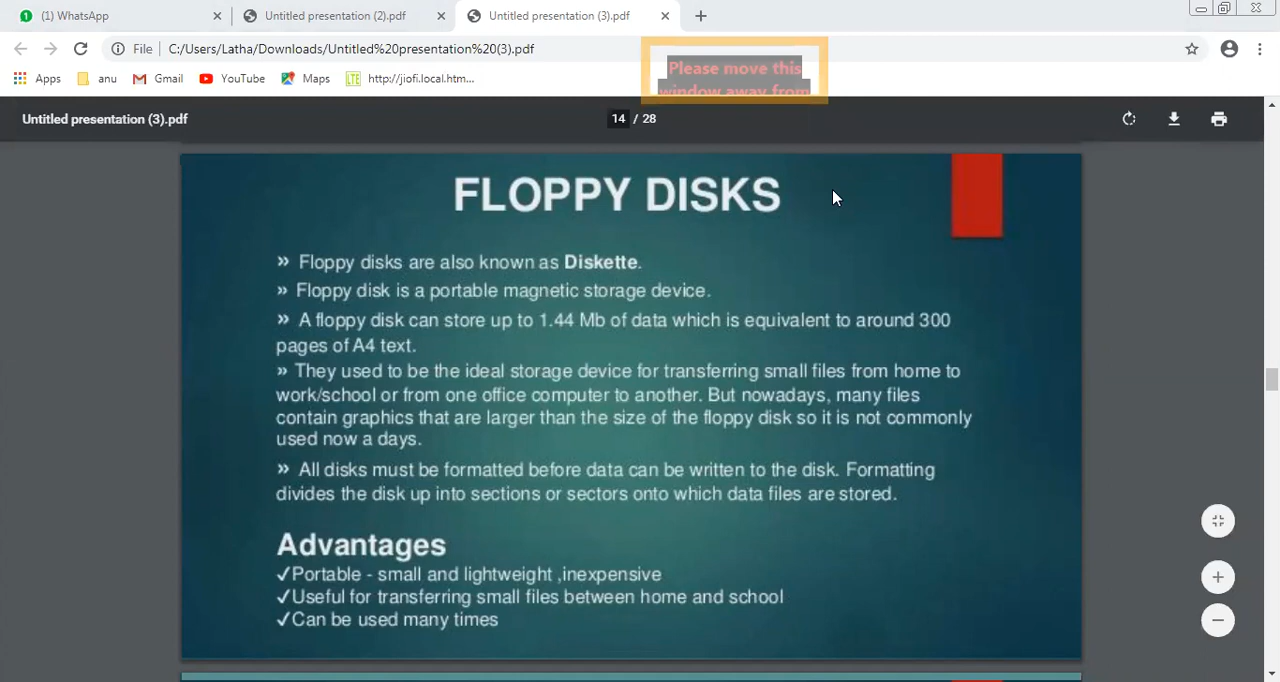 (1) WhatsApp
Untitled presentation (2).pdf
Untitled presentation (3).pdf
File
C:/Users/Latha/Downloads/Untitled%20presentation%20(3).pdf
Apps
anu
Gmail
YouTube
Maps
http://jiofi.local.htm...
Please move this
window away from
Untitled presentation (3).pdf
14 / 28
FLOPPY DISKS
» Floppy disks are also known as Diskette.
» Floppy disk is a portable magnetic storage device.
» A floppy disk can store up to 1.44 Mb of data which is equivalent to around 300
pages of A4 text.
» They used to be the ideal storage device for transferring small files from home to
work/school or from one office computer to another. But nowadays, many files
contain graphics that are larger than the size of the floppy disk so it is not commonly
used now a days.
» All disks must be formatted before data can be written to the disk. Formatting
divides the disk up into sections or sectors onto which data files are stored.
Advantages
✓Portable - small and lightweight ,inexpensive
✓Useful for transferring small files between home and school
✓Can be used many times